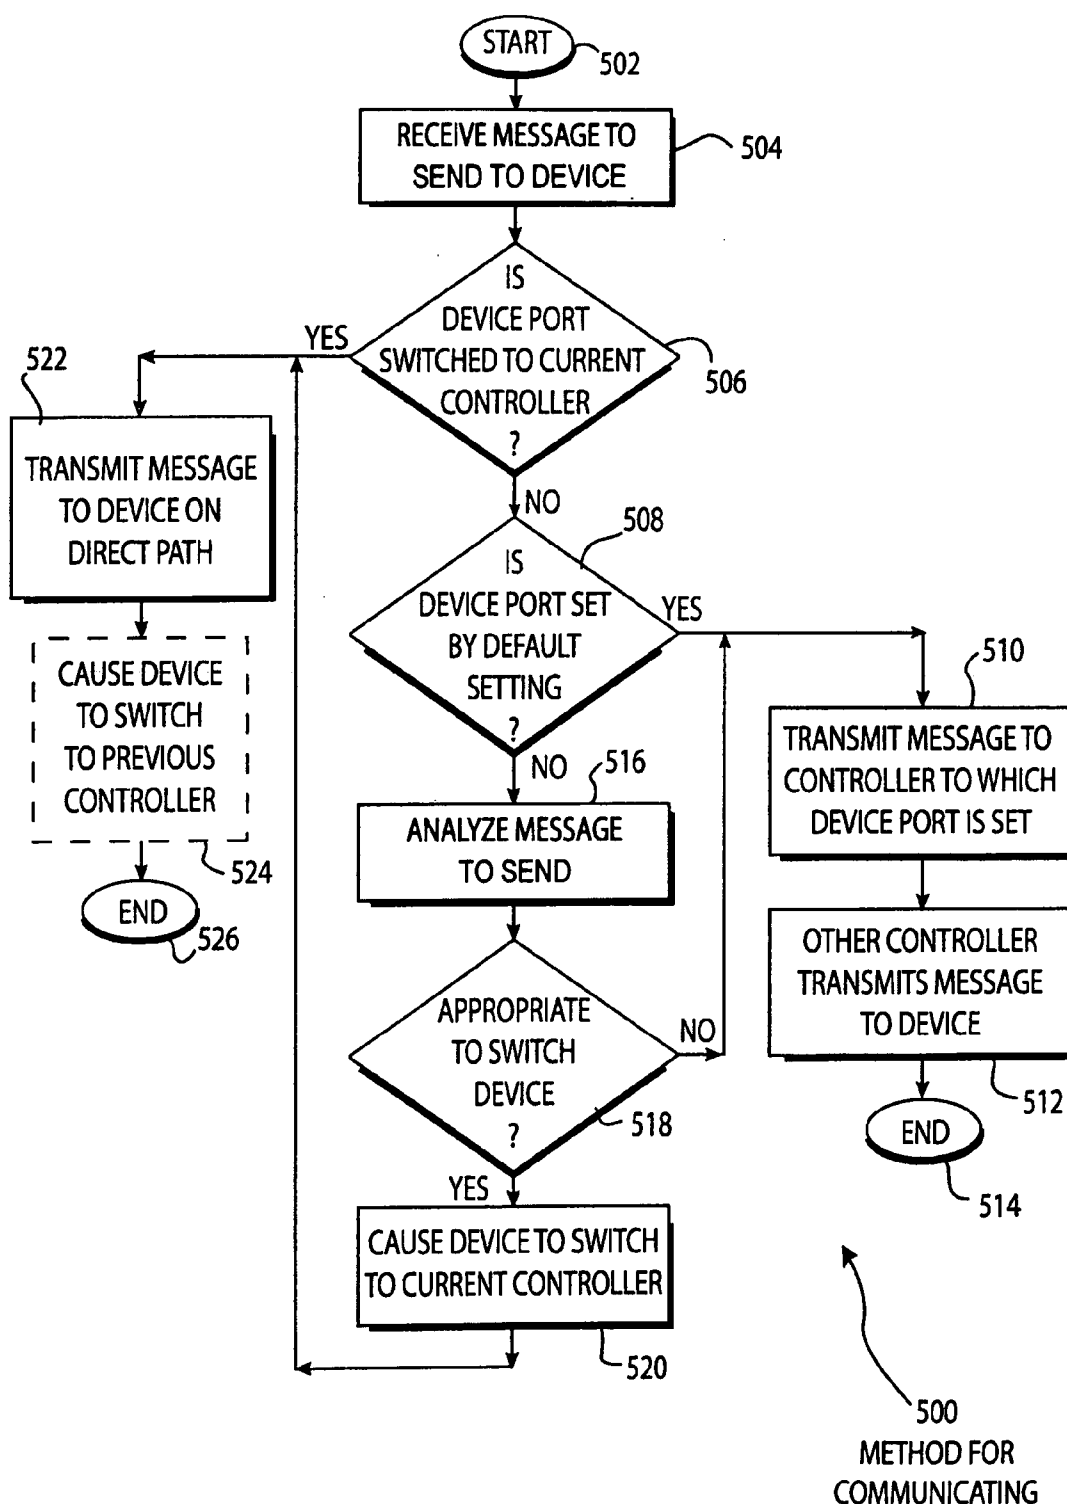 START
502
RECEIVE MESSAGE TO
SEND TO DEVICE
504
IS
DEVICE PORT
SWITCHED TO CURRENT
CONTROLLER
?
506
YES
NO
522
TRANSMIT MESSAGE
TO DEVICE ON
DIRECT PATH
CAUSE DEVICE
TO SWITCH
TO PREVIOUS
CONTROLLER
524
END
526
508
IS
DEVICE PORT SET
BY DEFAULT
SETTING
?
YES
NO
510
TRANSMIT MESSAGE TO
CONTROLLER TO WHICH
DEVICE PORT IS SET
OTHER CONTROLLER
TRANSMITS MESSAGE
TO DEVICE
512
END
514
516
ANALYZE MESSAGE
TO SEND
APPROPRIATE
TO SWITCH
DEVICE
?
518
NO
YES
CAUSE DEVICE TO SWITCH
TO CURRENT CONTROLLER
520
500
METHOD FOR
COMMUNICATING